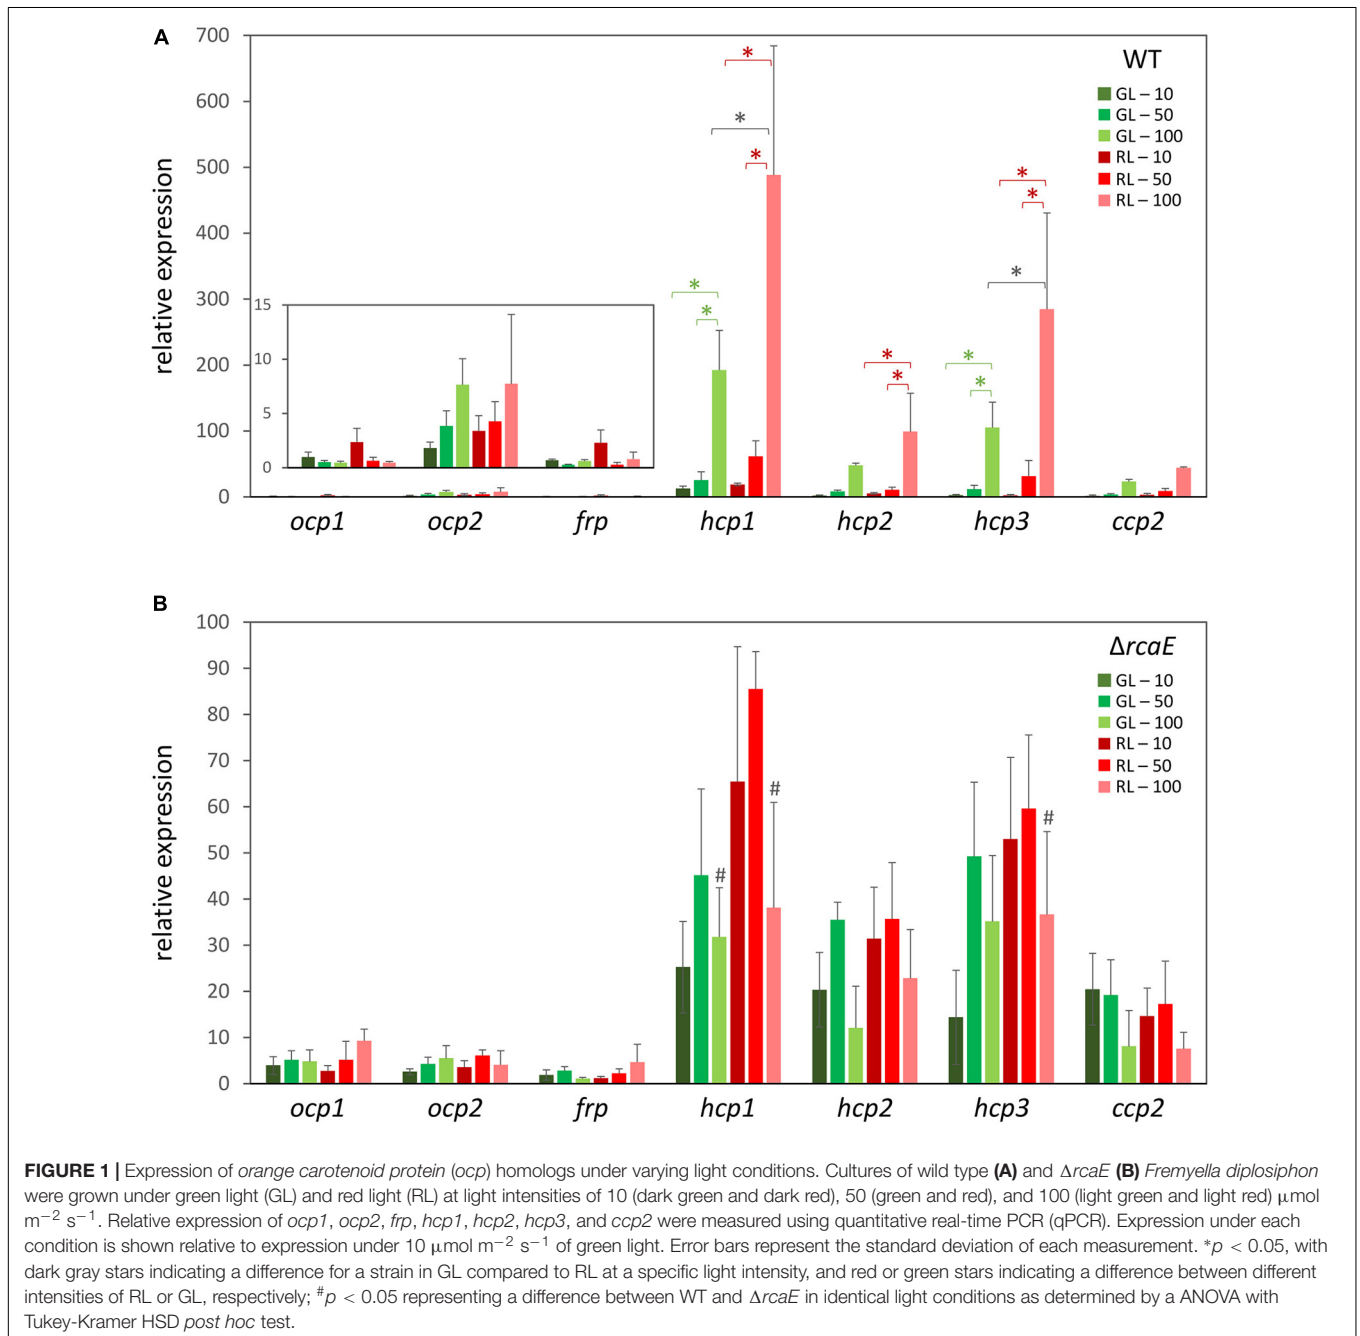 A
700
600
500
400
300
200
100
0
relative expression
WT
GL – 10
GL – 50
GL – 100
RL – 10
RL – 50
RL – 100
*
*
*
*
*
*
*
*
*
*
*
*
15
10
5
0
ocp1 ocp2 frp hcp1 hcp2 hcp3 ccp2
B
100
90
80
70
60
50
40
30
20
10
0
relative expression
ΔrcaE
GL – 10
GL – 50
GL – 100
RL – 10
RL – 50
RL – 100
#
#
#
ocp1 ocp2 frp hcp1 hcp2 hcp3 ccp2
FIGURE 1 | Expression of orange carotenoid protein (ocp) homologs under varying light conditions. Cultures of wild type (A) and ΔrcaE (B) Fremyella diplosiphon
were grown under green light (GL) and red light (RL) at light intensities of 10 (dark green and dark red), 50 (green and red), and 100 (light green and light red) μmol
m−2 s−1. Relative expression of ocp1, ocp2, frp, hcp1, hcp2, hcp3, and ccp2 were measured using quantitative real-time PCR (qPCR). Expression under each
condition is shown relative to expression under 10 μmol m−2 s−1 of green light. Error bars represent the standard deviation of each measurement. *p < 0.05, with
dark gray stars indicating a difference for a strain in GL compared to RL at a specific light intensity, and red or green stars indicating a difference between different
intensities of RL or GL, respectively; #p < 0.05 representing a difference between WT and ΔrcaE in identical light conditions as determined by a ANOVA with
Tukey-Kramer HSD post hoc test.